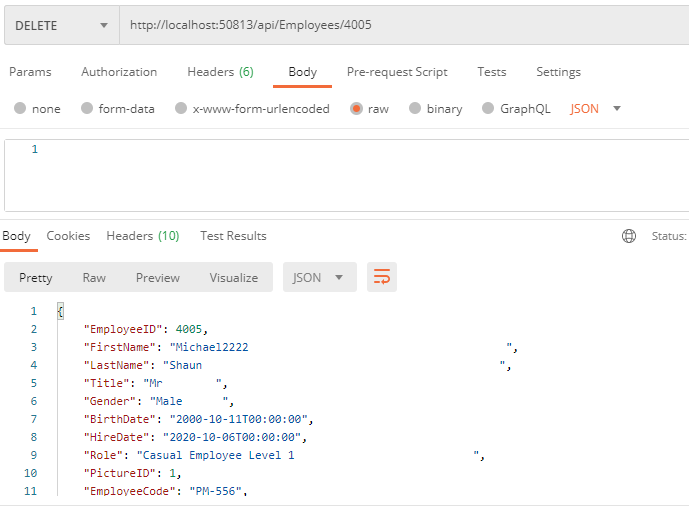 DELETE http://localhost:50813/api/Employees/4005
Params Authorization Headers (6) Body Pre-request Script Tests Settings
none form-data x-www-form-urlencoded raw binary GraphQL JSON
1
Body Cookies Headers (10) Test Results Status:
Pretty Raw Preview Visualize JSON
1 {
2 "EmployeeID": 4005,
3 "FirstName": "Michael2222 ",
4 "LastName": "Shaun ",
5 "Title": "Mr ",
6 "Gender": "Male ",
7 "BirthDate": "2000-10-11T00:00:00",
8 "HireDate": "2020-10-06T00:00:00",
9 "Role": "Casual Employee Level 1 ",
10 "PictureID": 1,
11 "EmployeeCode": "PM-556",